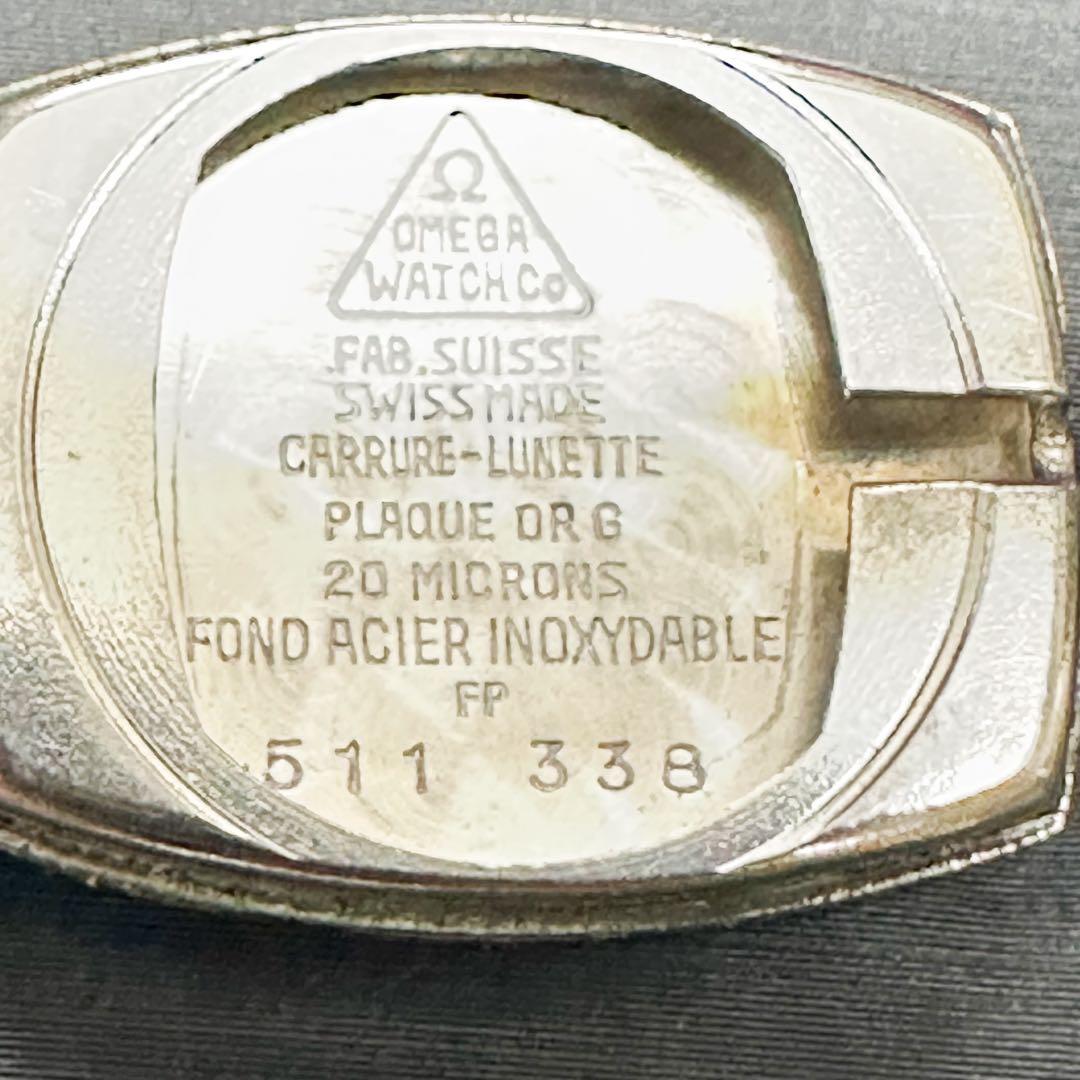 Ω
OMEGA
WATCH Co
FAB. SUISSE
SWISS MADE
CARRURE-LUNETTE
PLAQUE OR G
20 MICRONS
FOND ACIER INOXYDABLE
FP
511 338